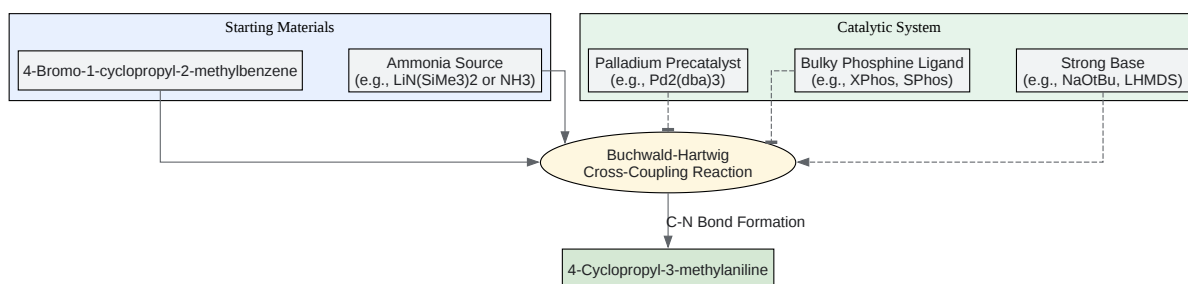 Starting Materials
Catalytic System
4-Bromo-1-cyclopropyl-2-methylbenzene
Ammonia Source
(e.g., LiN(SiMe3)2 or NH3)
Palladium Precatalyst
(e.g., Pd2(dba)3)
Bulky Phosphine Ligand
(e.g., XPhos, SPhos)
Strong Base
(e.g., NaOtBu, LHMDS)
Buchwald-Hartwig
Cross-Coupling Reaction
C-N Bond Formation
4-Cyclopropyl-3-methylaniline